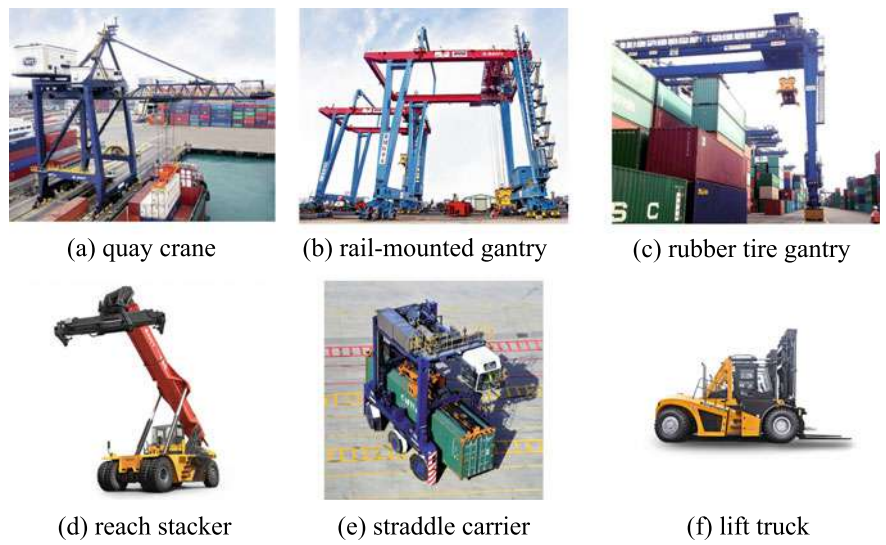 (a) quay crane
(b) rail-mounted gantry
(c) rubber tire gantry
S C
(d) reach stacker
(e) straddle carrier
(f) lift truck